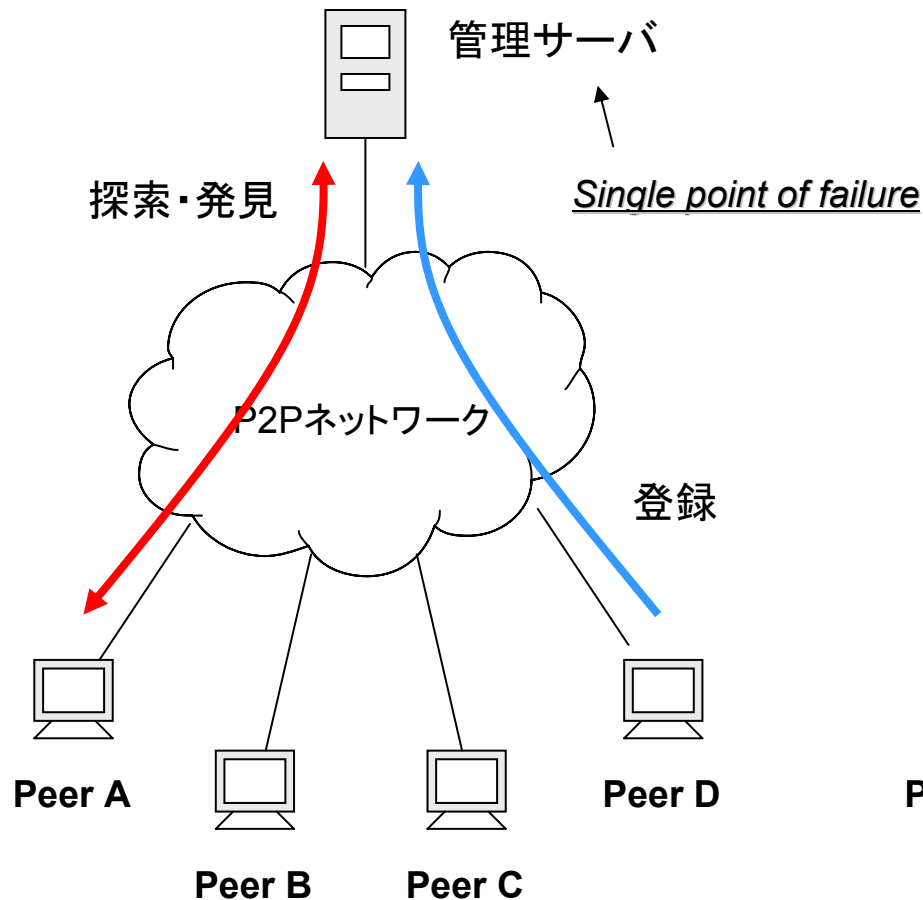 管理サーバ
探索・発見
Single point of failure
P2Pネットワーク
登録
Peer A
Peer D
P
Peer B
Peer C